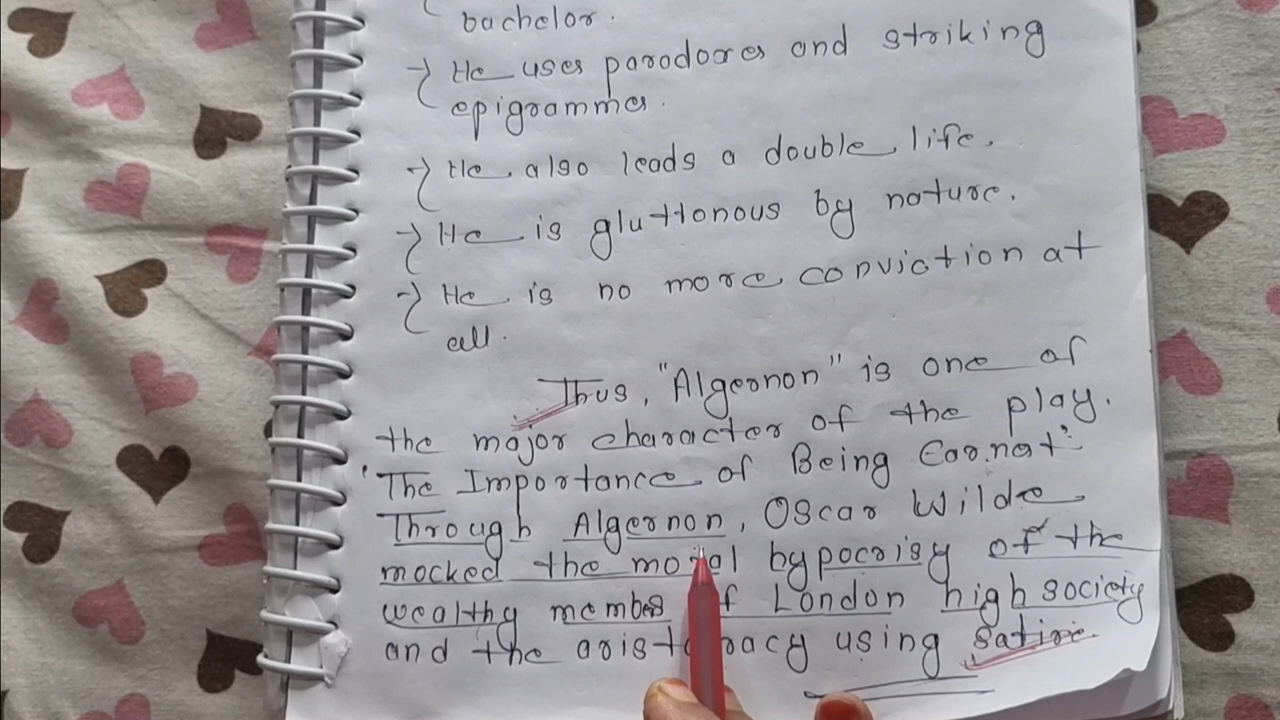 bachelor.
He uses paradoxes and striking
epigrammes.
He also leads a double life.
He is gluttonous by nature.
He is no more conviction at
all.
Thus, "Algernon" is one of
the major character of the play.
'The Importance of Being Earnest'.
Through Algernon, Oscar Wilde
mocked the moral hypocrisy of the
wealthy member of London high society
and the aristocracy using satire.